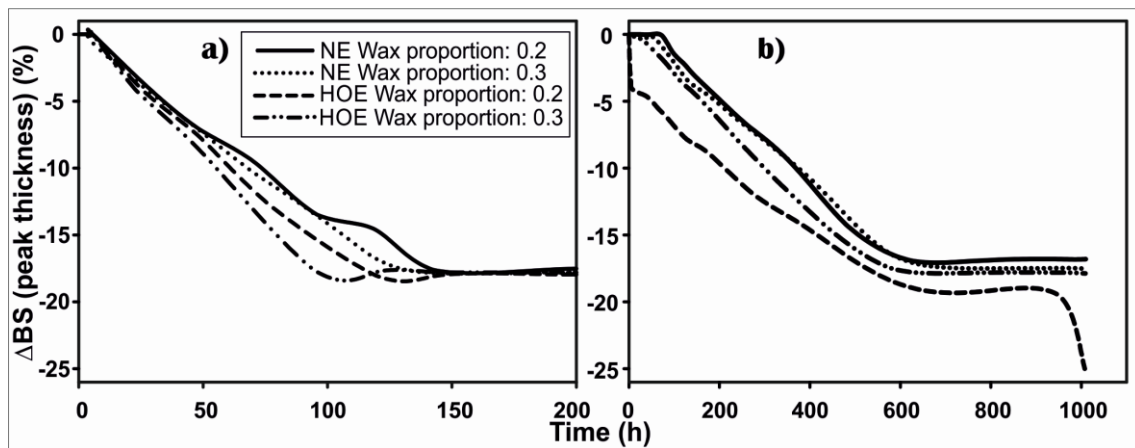 a)
b)
NE Wax proportion: 0.2
NE Wax proportion: 0.3
HOE Wax proportion: 0.2
HOE Wax proportion: 0.3
ΔBS (peak thickness) (%)
0
-5
-10
-15
-20
-25
0 50 100 150 200
0
-5
-10
-15
-20
-25
0 200 400 600 800 1000
Time (h)